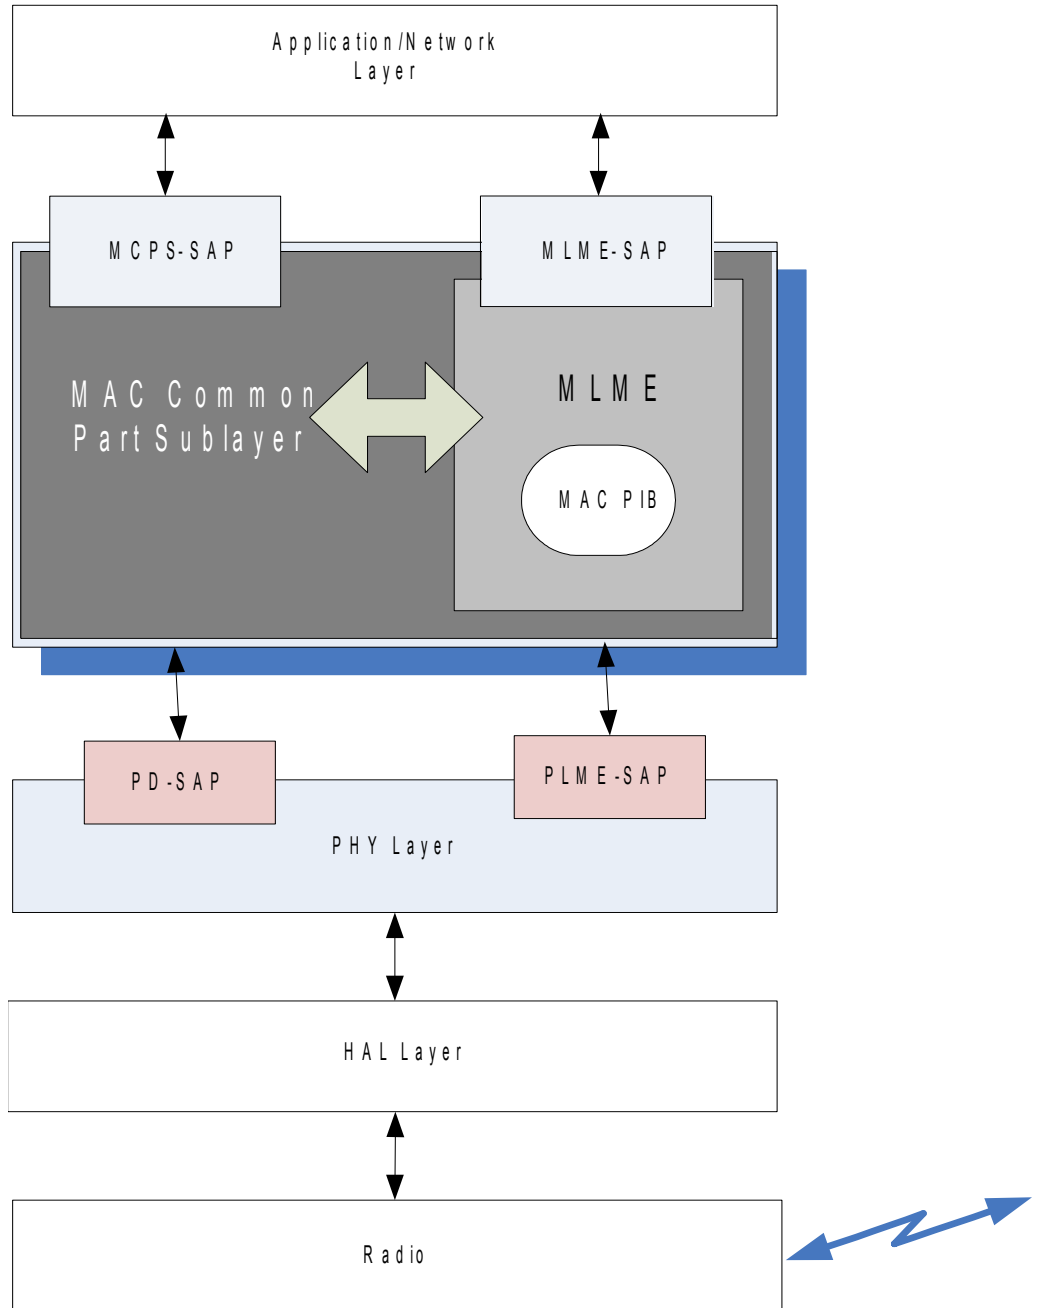 Application/Network
Layer
MCPS-SAP
MLME-SAP
MAC Common
Part Sublayer
MLME
MAC PIB
PD-SAP
PLME-SAP
PHY Layer
HAL Layer
Radio